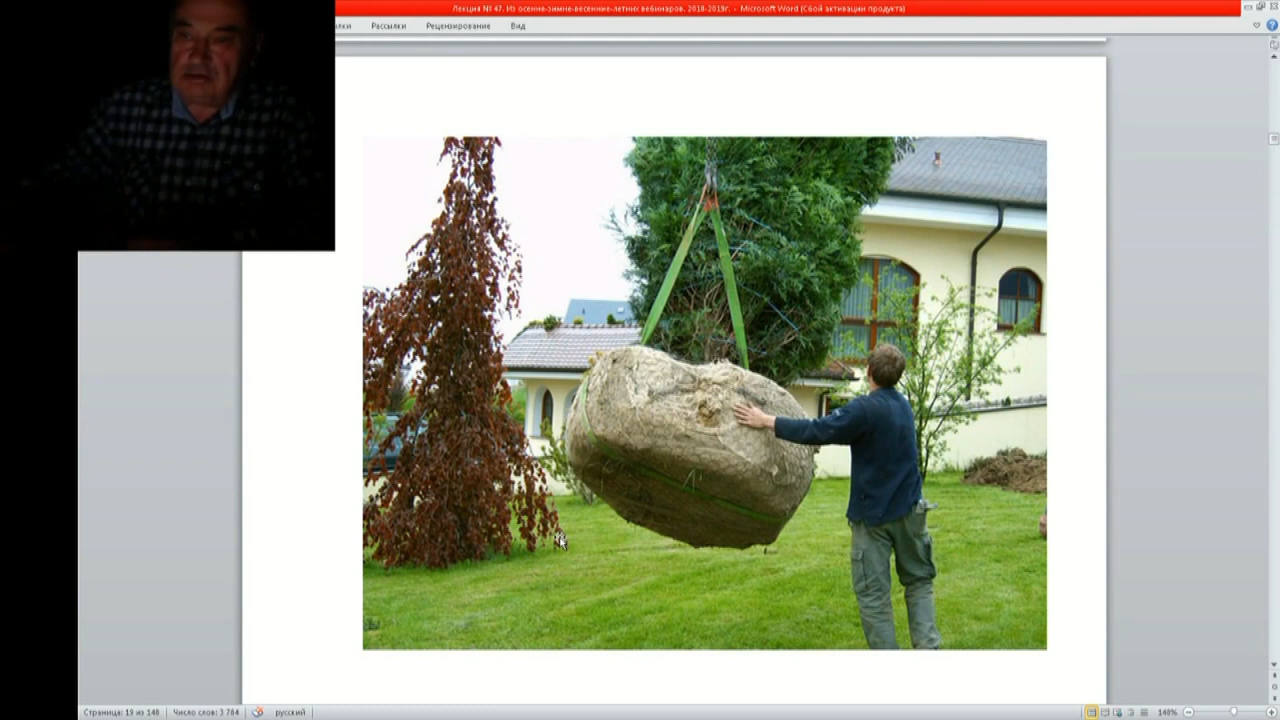 Лекция № 47. Из осенне-зимне-весенние-летних вебинаров. 2018-2019г. - Microsoft Word (Сбой активации продукта)
Рассылки Рецензирование Вид
Страница: 19 из 148 Число слов: 3 784 русский 148%